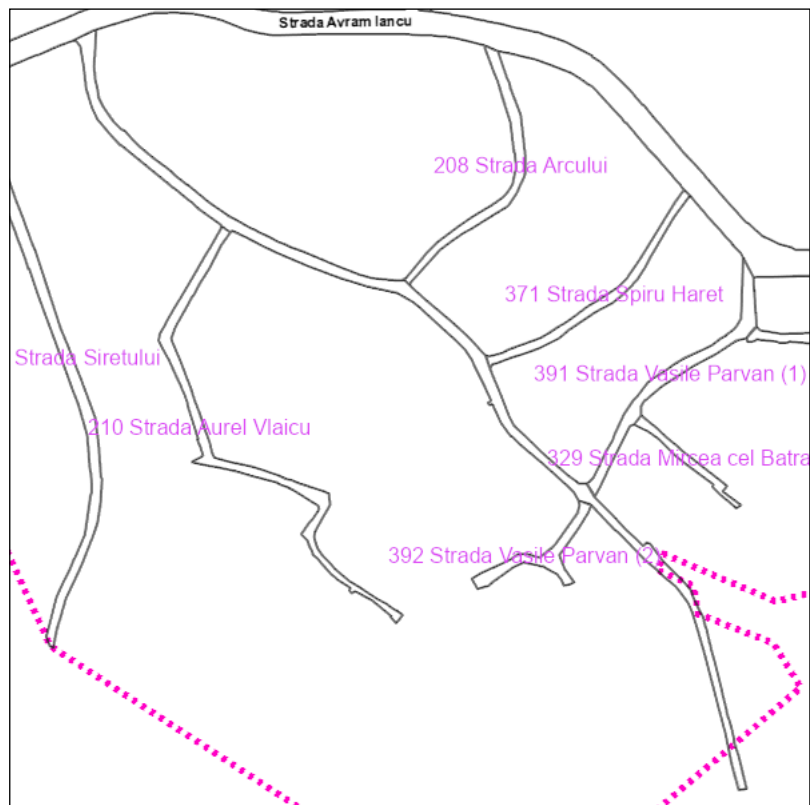 Strada Avram Iancu
208 Strada Arcului
371 Strada Spiru Haret
Strada Siretului
391 Strada Vasile Parvan (1)
210 Strada Aurel Vlaicu
329 Strada Mircea cel Batra
392 Strada Vasile Parvan (2)